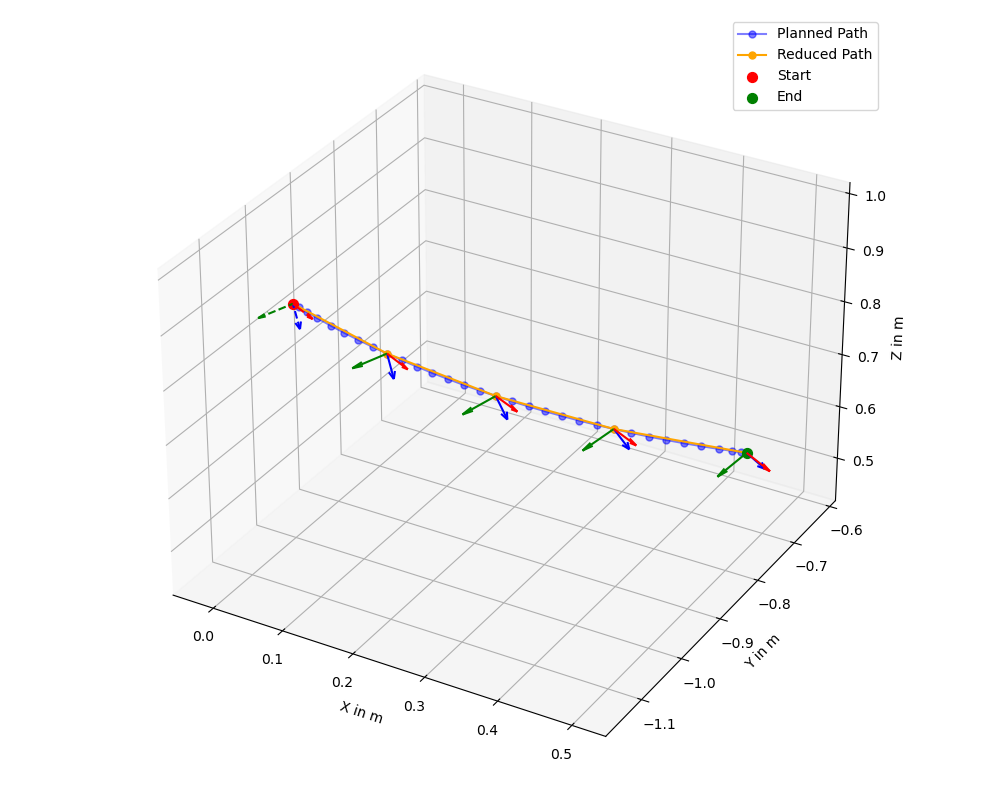 Planned Path
Reduced Path
Start
End
1.0
0.9
0.8
0.7
0.6
0.5
Z in m
−0.6
−0.7
−0.8
−0.9
−1.0
−1.1
Y in m
0.0
0.1
0.2
0.3
0.4
0.5
X in m